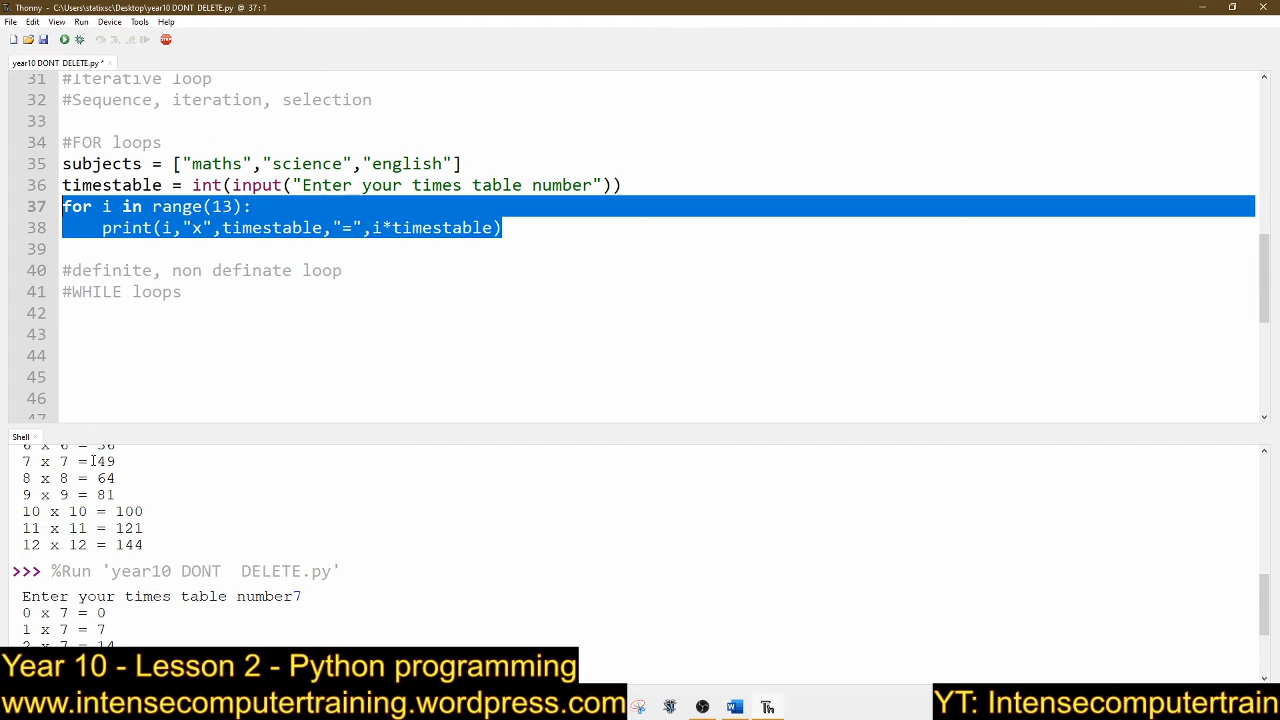 Thonny - C:\Users\statixsc\Desktop\year10 DONT DELETE.py @ 37:1
File Edit View Run Device Tools Help
STOP
year10 DONT DELETE.py * ×
31 #Iterative loop
32 #Sequence, iteration, selection
33
34 #FOR loops
35 subjects = ["maths","science","english"]
36 timestable = int(input("Enter your times table number"))
37 for i in range(13):
38 print(i,"x",timestable,"=",i*timestable)
39
40 #definite, non definate loop
41 #WHILE loops
42
43
44
45
46
47
Shell ×
6 x 6 = 36
7 x 7 = 49
8 x 8 = 64
9 x 9 = 81
10 x 10 = 100
11 x 11 = 121
12 x 12 = 144
>>> %Run 'year10 DONT  DELETE.py'
Enter your times table number7
0 x 7 = 0
1 x 7 = 7
2 x 7 = 14
Year 10 - Lesson 2 - Python programming
www.intensecomputertraining.wordpress.com
YT: Intensecomputertrain